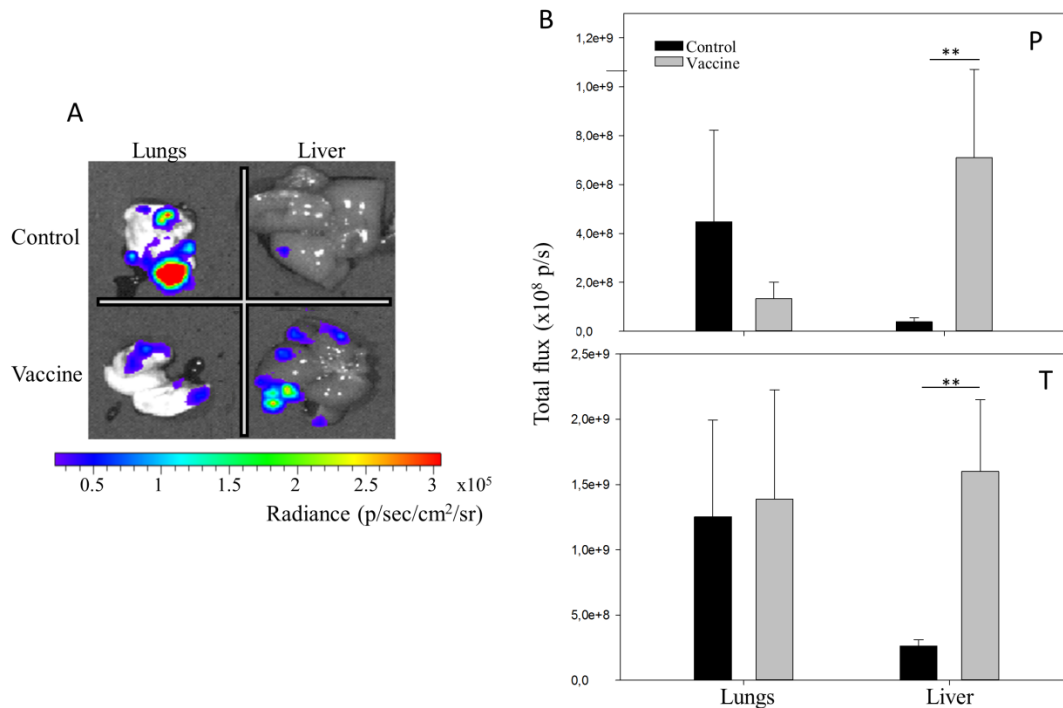 A
Lungs Liver
Control
Vaccine
0.5 1 1.5 2 2.5 3 x10⁵
Radiance (p/sec/cm²/sr)
B
Total flux (x10⁸ p/s)
P
Control
Vaccine
**
1,2e+9
1,0e+9
8,0e+8
6,0e+8
4,0e+8
2,0e+8
0,0
T
**
2,5e+9
2,0e+9
1,5e+9
1,0e+9
5,0e+8
0,0
Lungs Liver